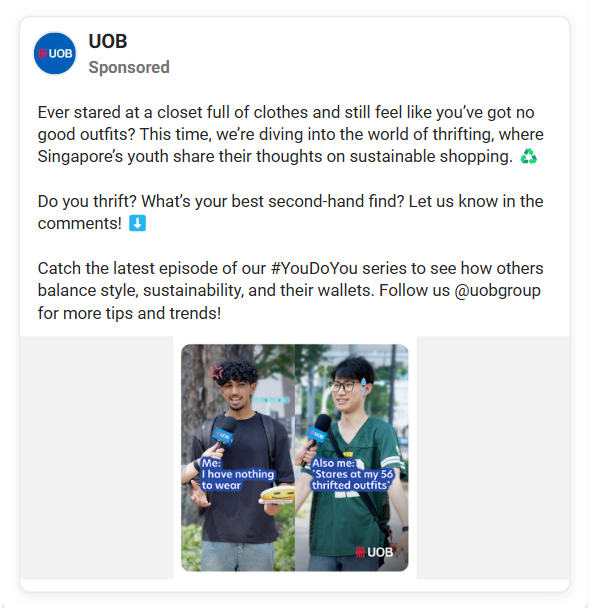 UOB
UOB
Sponsored
Ever stared at a closet full of clothes and still feel like you’ve got no
good outfits? This time, we’re diving into the world of thrifting, where
Singapore’s youth share their thoughts on sustainable shopping. ♻️
Do you thrift? What’s your best second-hand find? Let us know in the
comments! ⬇️
Catch the latest episode of our #YouDoYou series to see how others
balance style, sustainability, and their wallets. Follow us @uobgroup
for more tips and trends!
UOB
Me:
I have nothing
to wear
UOB
Also me:
*Stares at my 56
thrifted outfits*
UOB